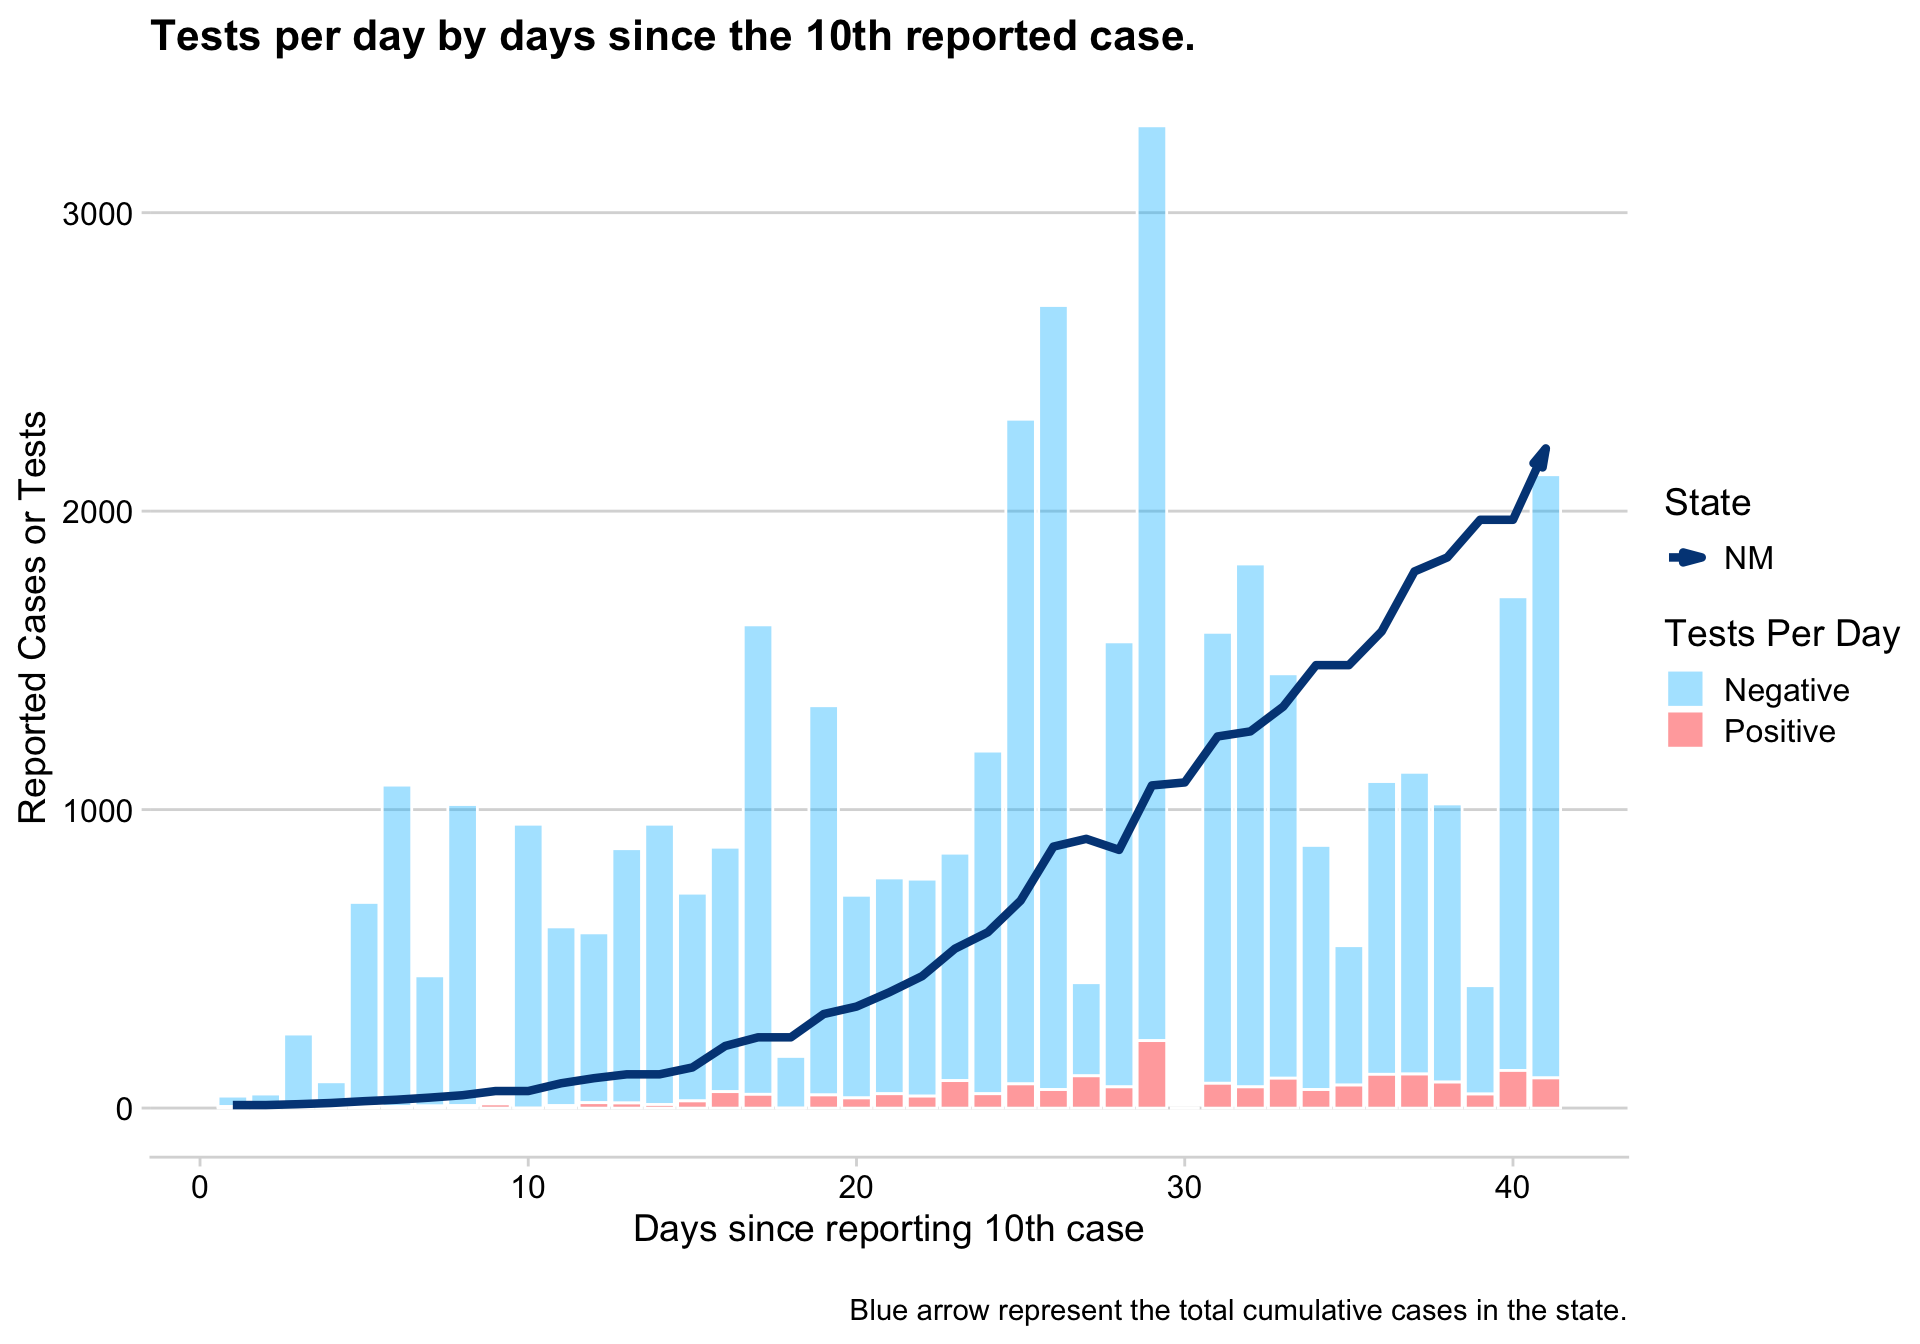 Tests per day by days since the 10th reported case.
Reported Cases or Tests
3000
2000
1000
0
0 10 20 30 40
Days since reporting 10th case
State
NM
Tests Per Day
Negative
Positive
Blue arrow represent the total cumulative cases in the state.